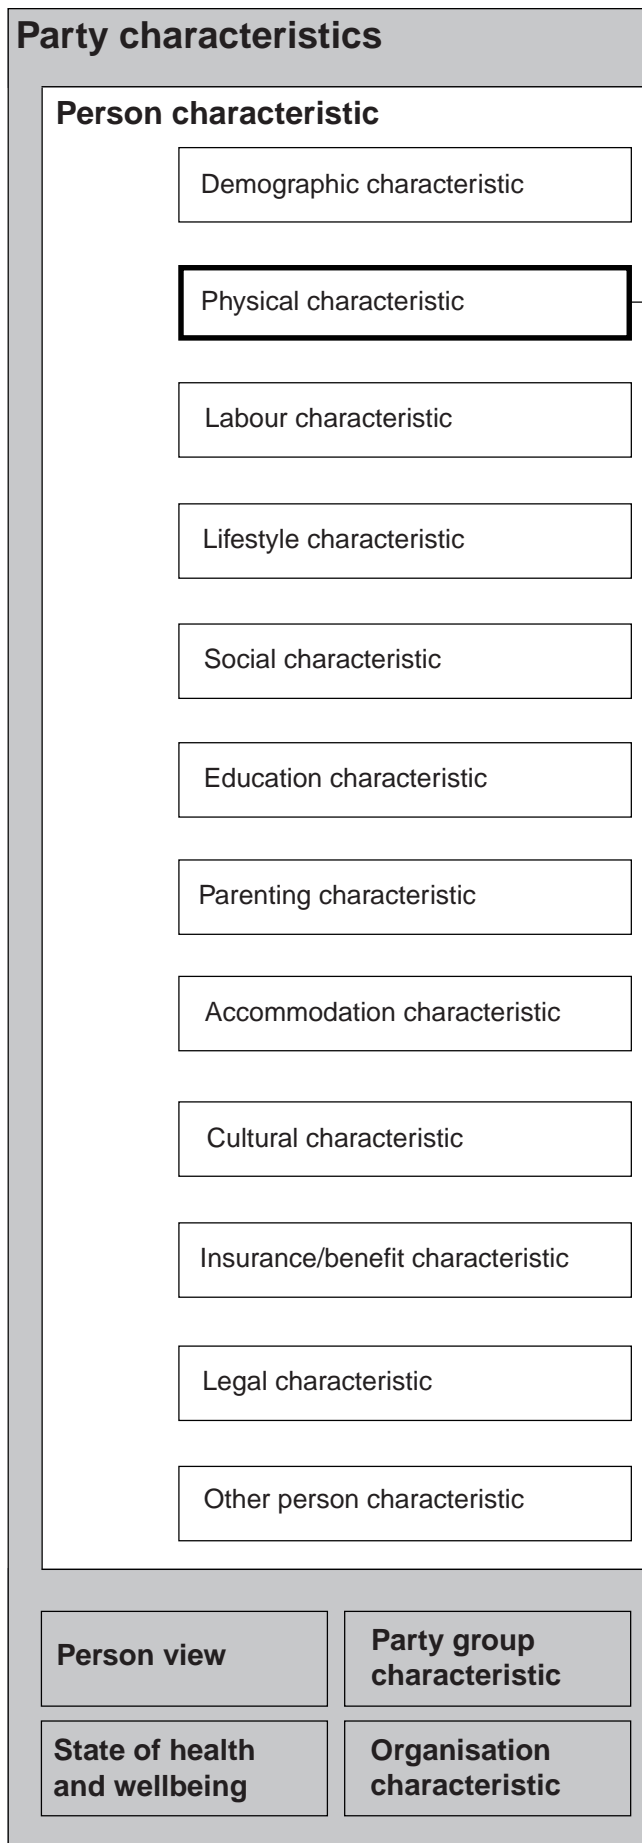 Party characteristics
Person characteristic
Demographic characteristic
Physical characteristic
Labour characteristic
Lifestyle characteristic
Social characteristic
Education characteristic
Parenting characteristic
Accommodation characteristic
Cultural characteristic
Insurance/benefit characteristic
Legal characteristic
Other person characteristic
Person view
Party group
characteristic
State of health
and wellbeing
Organisation
characteristic